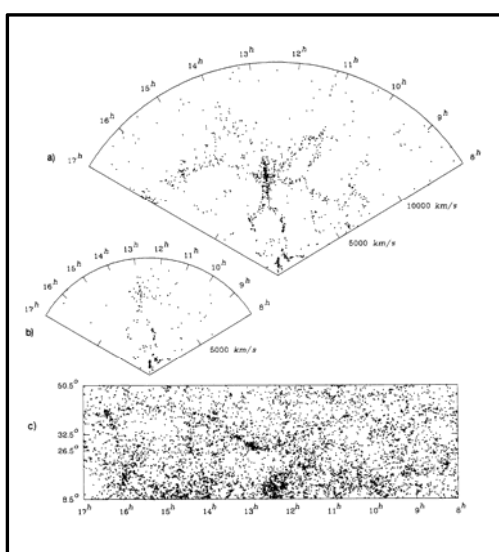 a)
17ʰ 16ʰ 15ʰ 14ʰ 13ʰ 12ʰ 11ʰ 10ʰ 9ʰ 8ʰ
10000 km/s
5000 km/s
b)
17ʰ 16ʰ 15ʰ 14ʰ 13ʰ 12ʰ 11ʰ 10ʰ 9ʰ 8ʰ
5000 km/s
c)
50.5°
32.5°
26.5°
8.5°
17ʰ 16ʰ 15ʰ 14ʰ 13ʰ 12ʰ 11ʰ 10ʰ 9ʰ 8ʰ